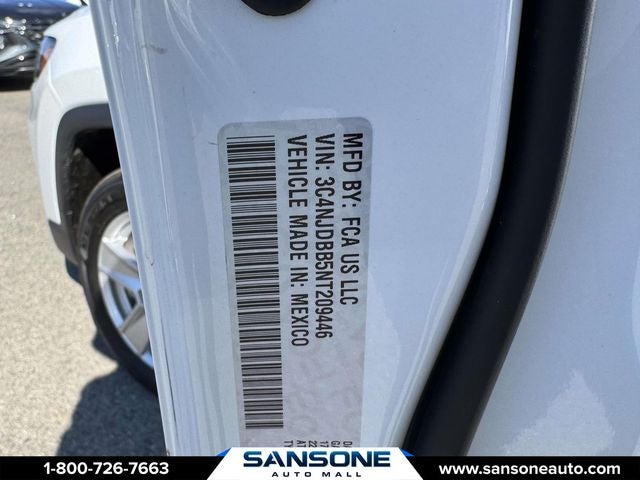 MFD BY: FCA US LLC
VIN: 3C4NJDBB5NT209446
VEHICLE MADE IN: MEXICO
1-800-726-7663
SANSONE
AUTO MALL
www.sansoneauto.com